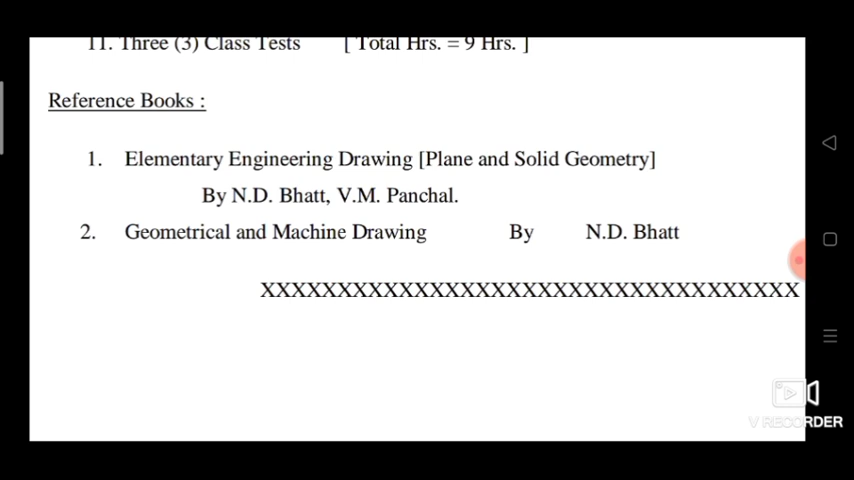 11. Three (3) Class Tests [ Total Hrs. = 9 Hrs. ]
Reference Books :
1. Elementary Engineering Drawing [Plane and Solid Geometry]
By N.D. Bhatt, V.M. Panchal.
2. Geometrical and Machine Drawing By N.D. Bhatt
XXXXXXXXXXXXXXXXXXXXXXXXXXXXXXXXXXX
V RECORDER